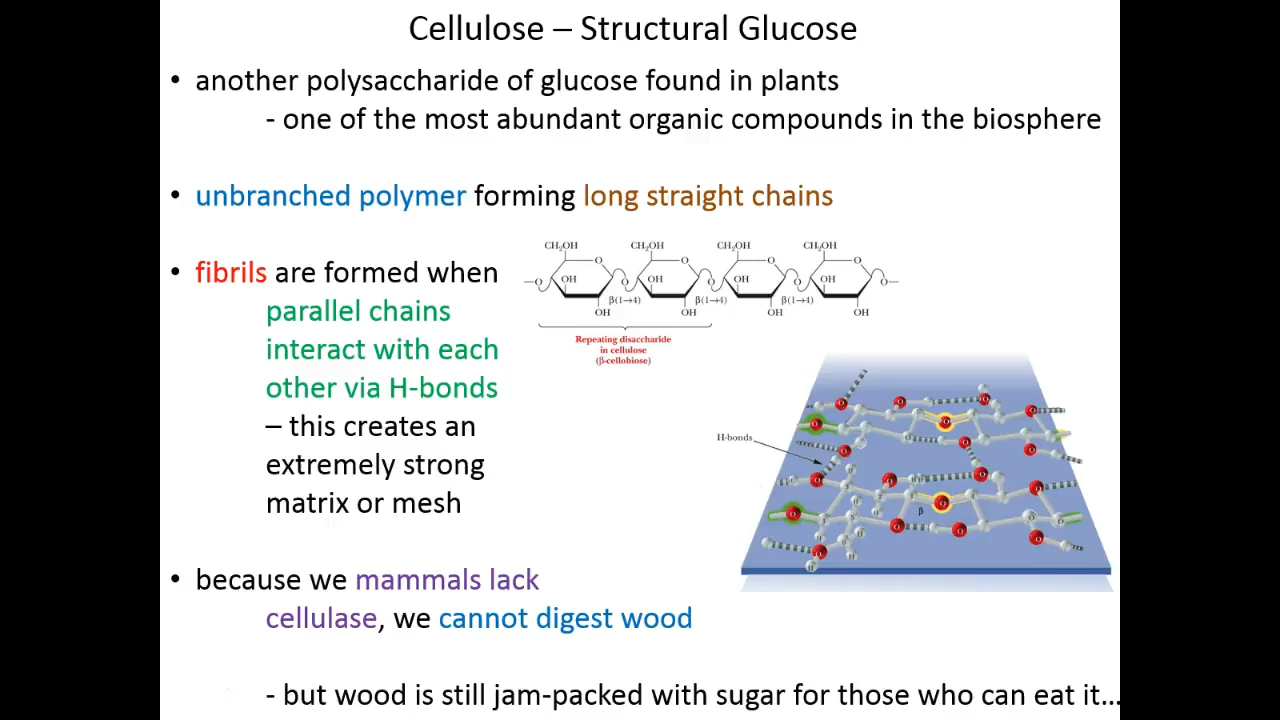 Cellulose – Structural Glucose
• another polysaccharide of glucose found in plants
- one of the most abundant organic compounds in the biosphere
• unbranched polymer forming long straight chains
• fibrils are formed when
parallel chains
interact with each
other via H-bonds
– this creates an
extremely strong
matrix or mesh
CH₂OH CH₂OH CH₂OH CH₂OH
O O O O
OH OH OH OH
O O O O O
β(1→4) β(1→4) β(1→4)
OH OH OH OH
Repeating disaccharide
in cellulose
(β-cellobiose)
H-bonds
β
• because we mammals lack
cellulase, we cannot digest wood
- but wood is still jam-packed with sugar for those who can eat it...